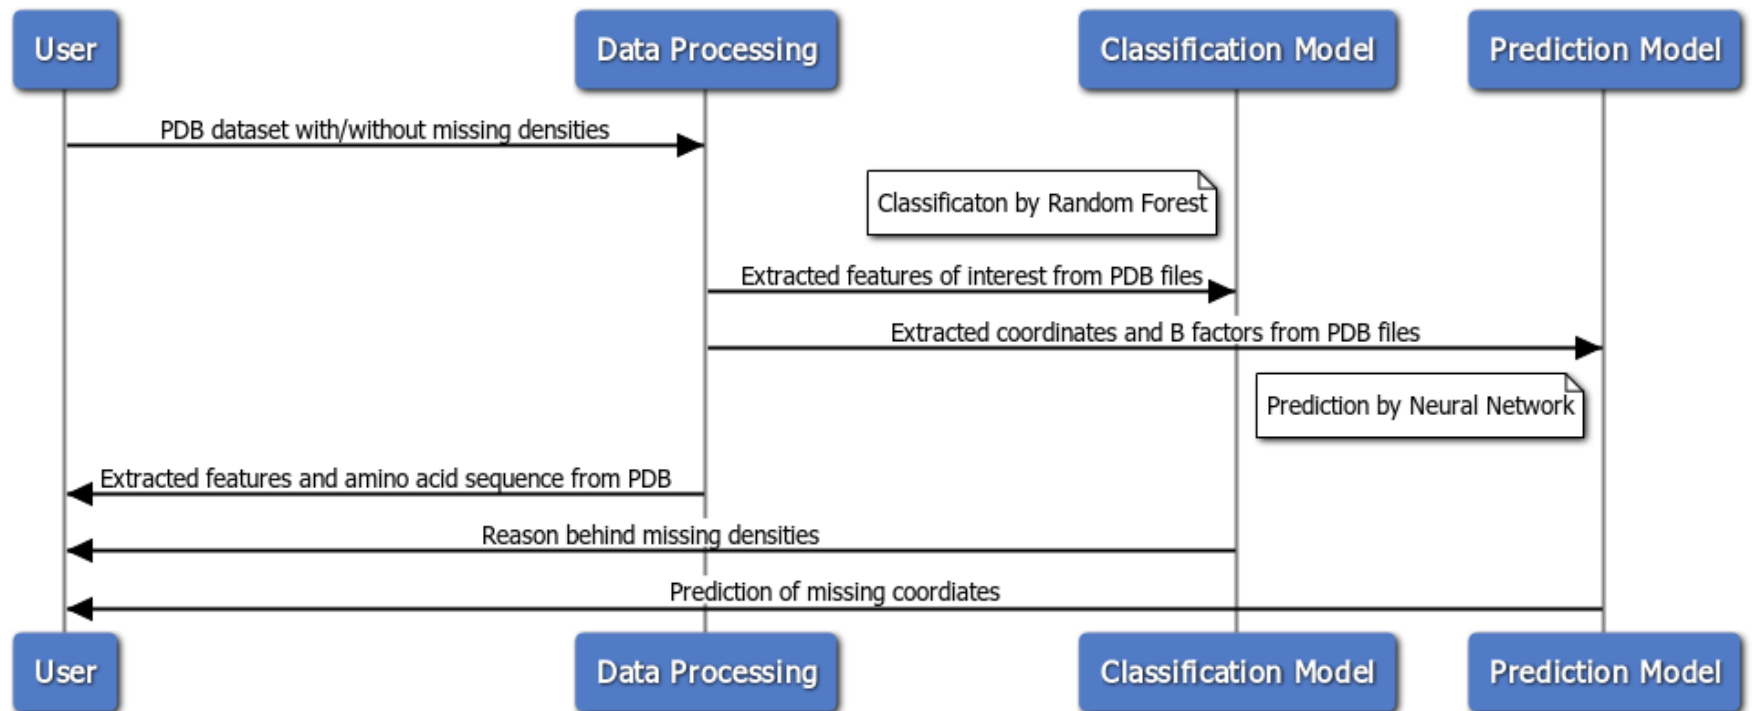 User
Data Processing
Classification Model
Prediction Model
PDB dataset with/without missing densities
Classificaton by Random Forest
Extracted features of interest from PDB files
Extracted coordinates and B factors from PDB files
Prediction by Neural Network
Extracted features and amino acid sequence from PDB
Reason behind missing densities
Prediction of missing coordiates
User
Data Processing
Classification Model
Prediction Model